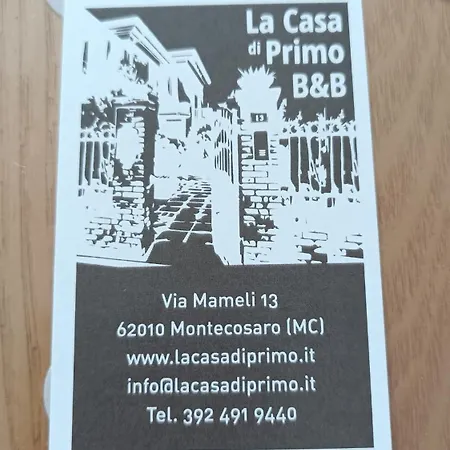 La Casa
di Primo
B&B
13
Via Mameli 13
62010 Montecosaro (MC)
www.lacasadiprimo.it
info@lacasadiprimo.it
Tel. 392 491 9440